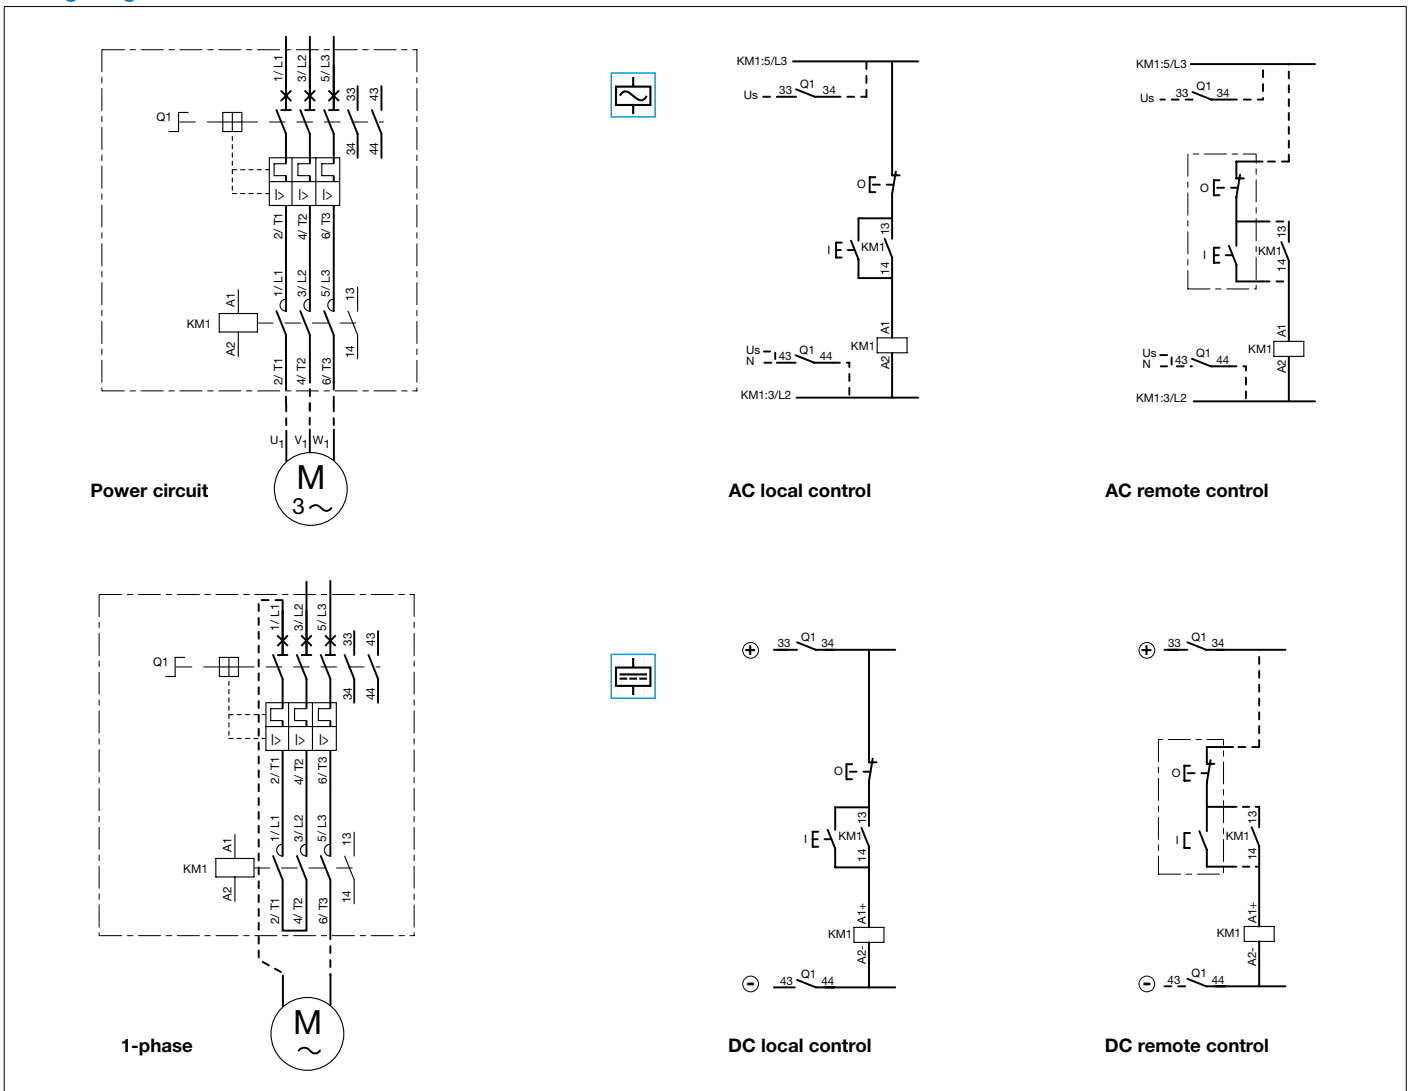 1/ L1
3/ L2
5/ L3
33
43
Q1
34
44
I>
I>
I>
2/ T1
4/ T2
6/ T3
1/ L1
3/ L2
5/ L3
13
A1
KM1
A2
14
2/ T1
4/ T2
6/ T3
U1 V1 W1
M
3
Power circuit
KM1:5/L3
Us 33 Q1 34
O
13
I KM1
14
A1
KM1
A2
Us
N 43 Q1 44
KM1:3/L2
AC local control
KM1:5/L3
Us 33 Q1 34
O
13
I KM1
14
A1
KM1
A2
Us
N 43 Q1 44
KM1:3/L2
AC remote control
1/ L1
3/ L2
5/ L3
33
43
Q1
34
44
I>
I>
I>
2/ T1
4/ T2
6/ T3
1/ L1
3/ L2
5/ L3
13
A1
KM1
A2
14
2/ T1
4/ T2
6/ T3
M
1-phase
+ 33 Q1 34
O
13
I KM1
14
A1+
KM1
A2-
- 43 Q1 44
DC local control
+ 33 Q1 34
O
13
I KM1
14
A1+
KM1
A2-
- 43 Q1 44
DC remote control